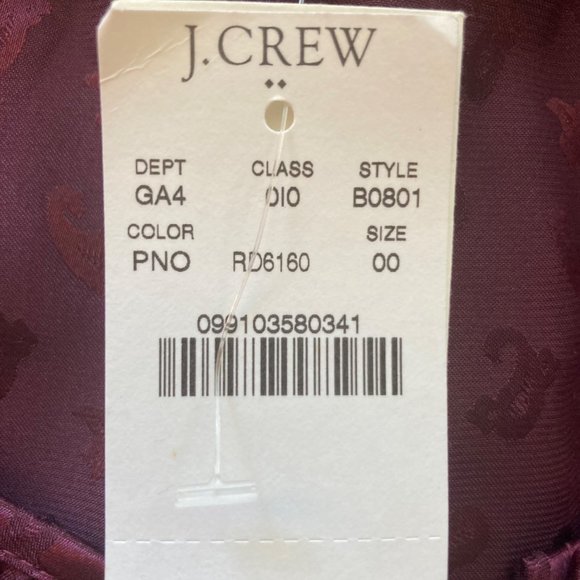 J.CREW
DEPT CLASS STYLE
GA4 010 B0801
COLOR SIZE
PNO RD6160 00
099103580341